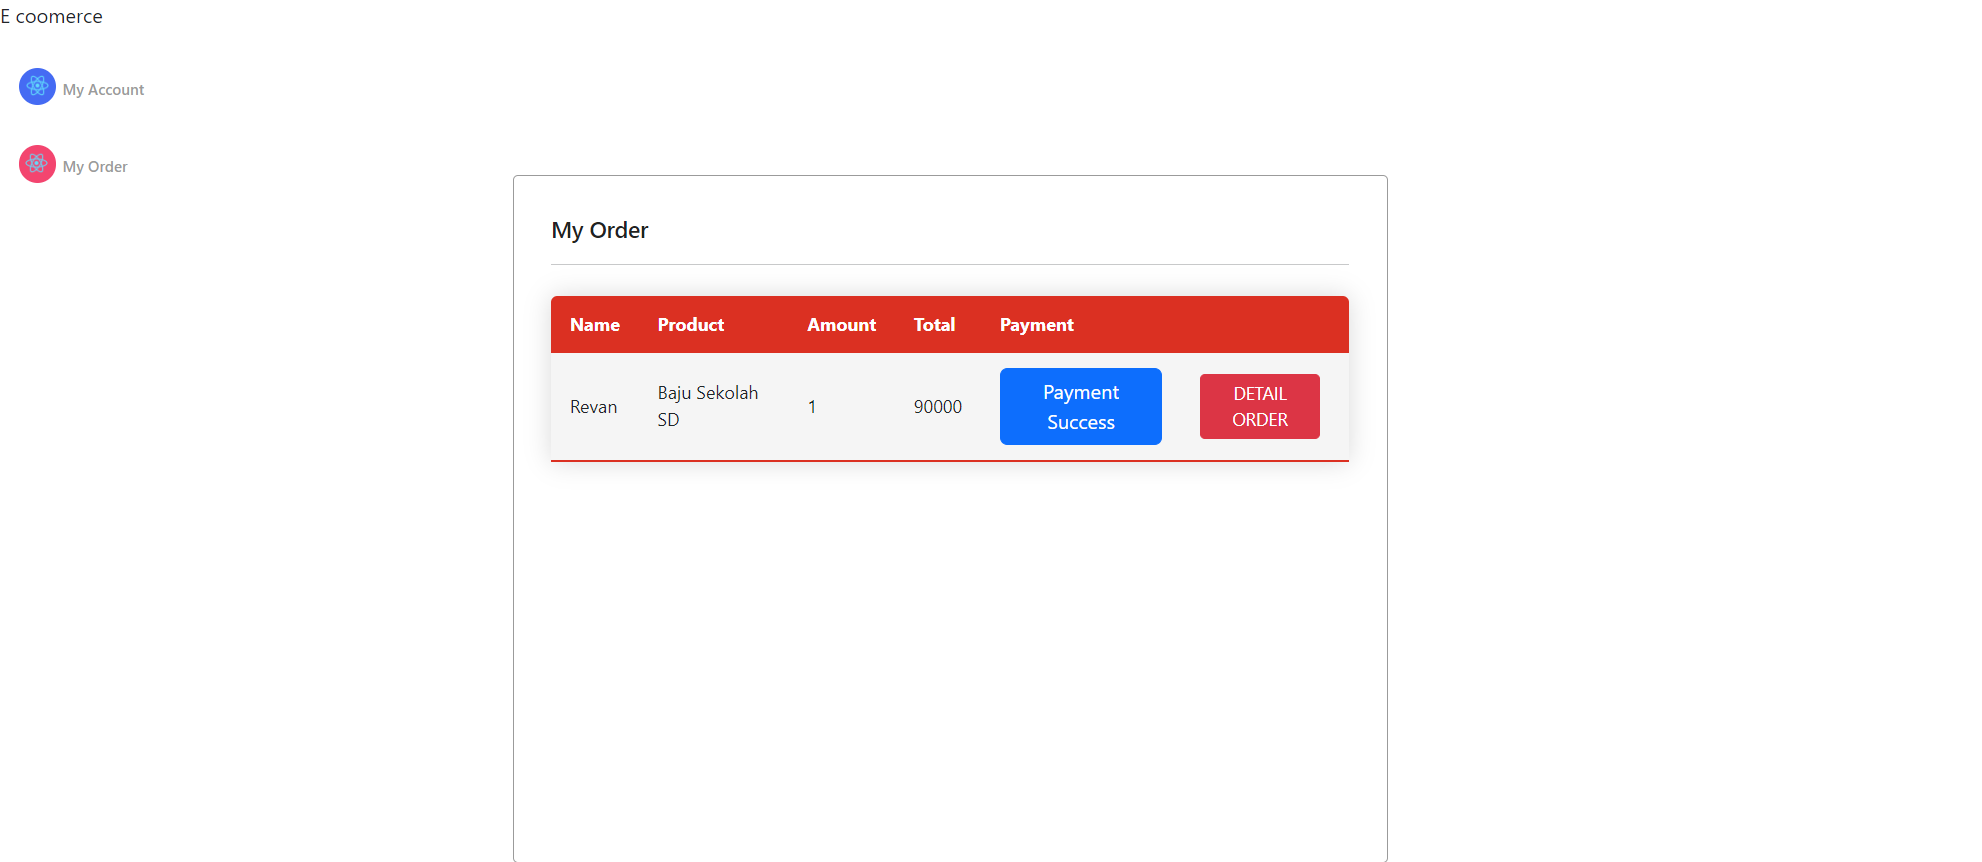 E coomerce
My Account
My Order
My Order
Name Product Amount Total Payment
Revan Baju Sekolah SD 1 90000 Payment Success DETAIL ORDER